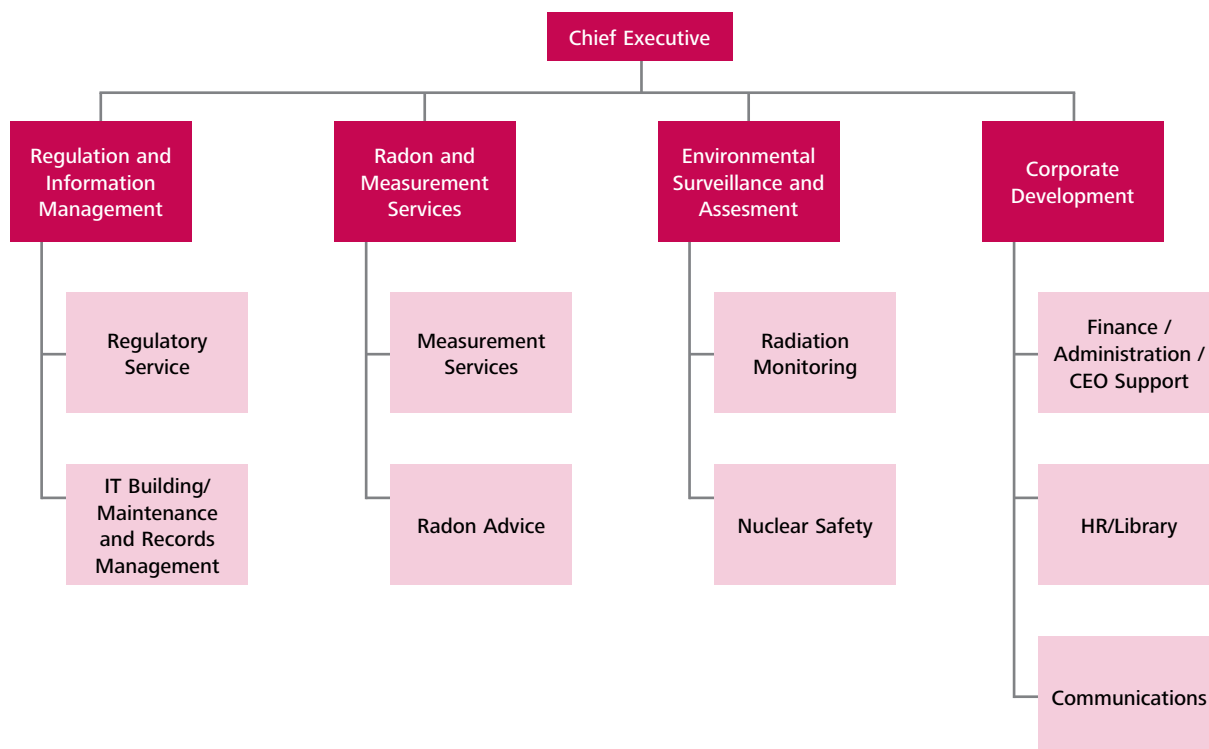 Chief Executive
Regulation and
Information
Management
Radon and
Measurement
Services
Environmental
Surveillance and
Assesment
Corporate
Development
Regulatory
Service
Measurement
Services
Radiation
Monitoring
Finance /
Administration /
CEO Support
IT Building/
Maintenance
and Records
Management
Radon Advice
Nuclear Safety
HR/Library
Communications